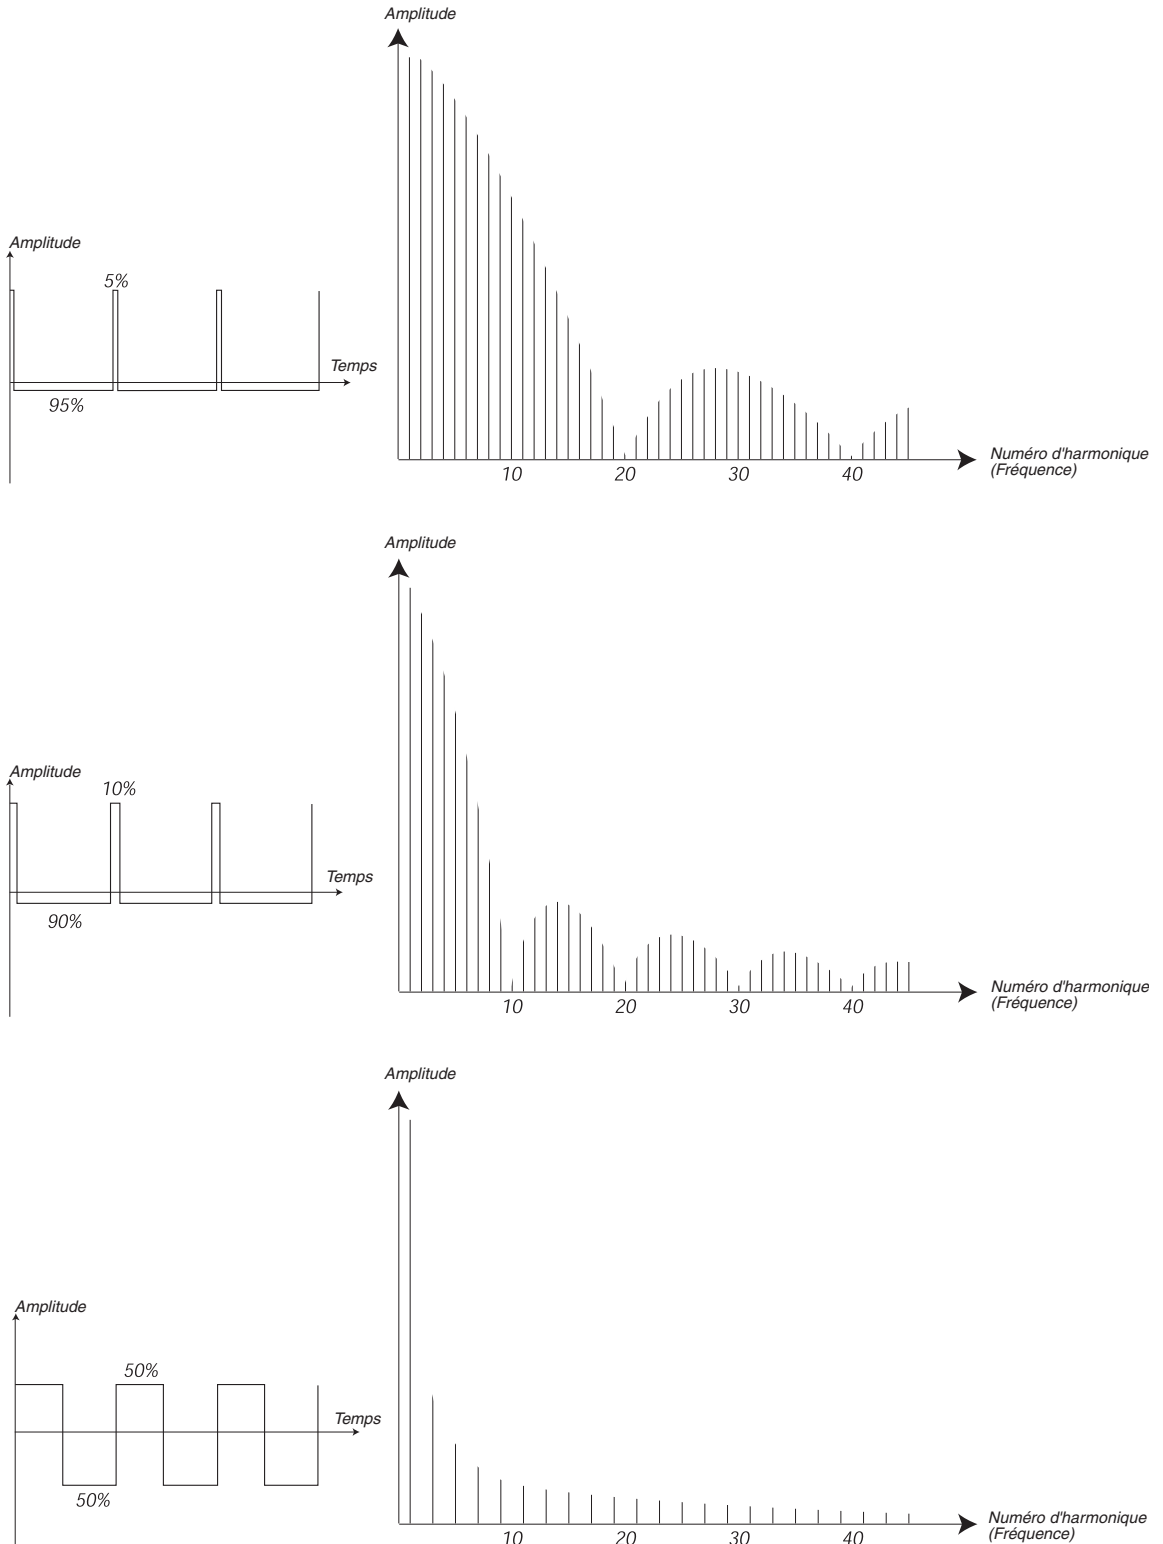 Amplitude
Amplitude
5%
Temps
95%
Numéro d'harmonique
(Fréquence)
10 20 30 40
Amplitude
Amplitude
10%
Temps
90%
Numéro d'harmonique
(Fréquence)
10 20 30 40
Amplitude
Amplitude
50%
Temps
50%
Numéro d'harmonique
(Fréquence)
10 20 30 40